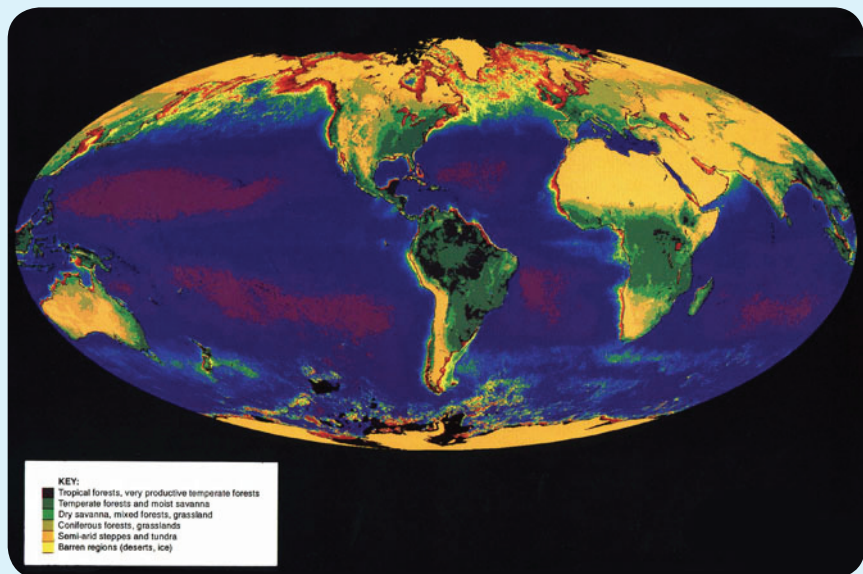 KEY:
Tropical forests, very productive temperate forests
Temperate forests and moist savanna
Dry savanna, mixed forests, grassland
Coniferous forests, grasslands
Semi-arid steppes and tundra
Barren regions (deserts, ice)